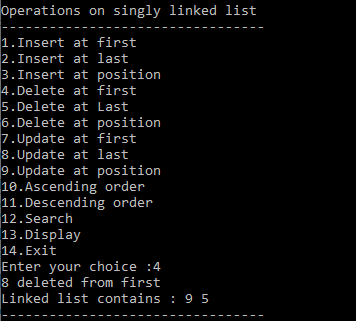 Operations on singly linked list
---------------------------------
1.Insert at first
2.Insert at last
3.Insert at position
4.Delete at first
5.Delete at Last
6.Delete at position
7.Update at first
8.Update at last
9.Update at position
10.Ascending order
11.Descending order
12.Search
13.Display
14.Exit
Enter your choice :4
8 deleted from first
Linked list contains : 9 5
---------------------------------